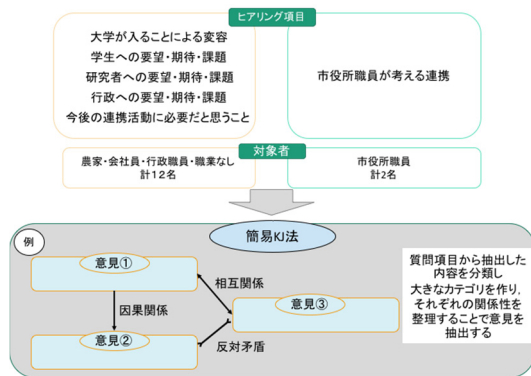 ヒアリング項目
大学が入ることによる変容
学生への要望・期待・課題
研究者への要望・期待・課題
行政への要望・期待・課題
今後の連携活動に必要だと思うこと
市役所職員が考える連携
対象者
農家・会社員・行政職員・職業なし
計12名
市役所職員
計2名
簡易KJ法
例
意見①
因果関係
意見②
相互関係
意見③
反対矛盾
質問項目から抽出した
内容を分類し
大きなカテゴリを作り,
それぞれの関係性を
整理することで意見を
抽出する